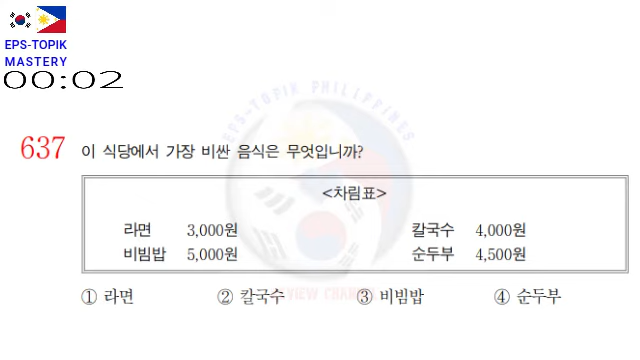 EPS-TOPIK
MASTERY
00:02
EPS-TOPIK PHILIPPINES
637 이 식당에서 가장 비싼 음식은 무엇입니까?
<차림표>
라면 3,000원 칼국수 4,000원
비빔밥 5,000원 순두부 4,500원
① 라면 ② 칼국수 ③ 비빔밥 ④ 순두부